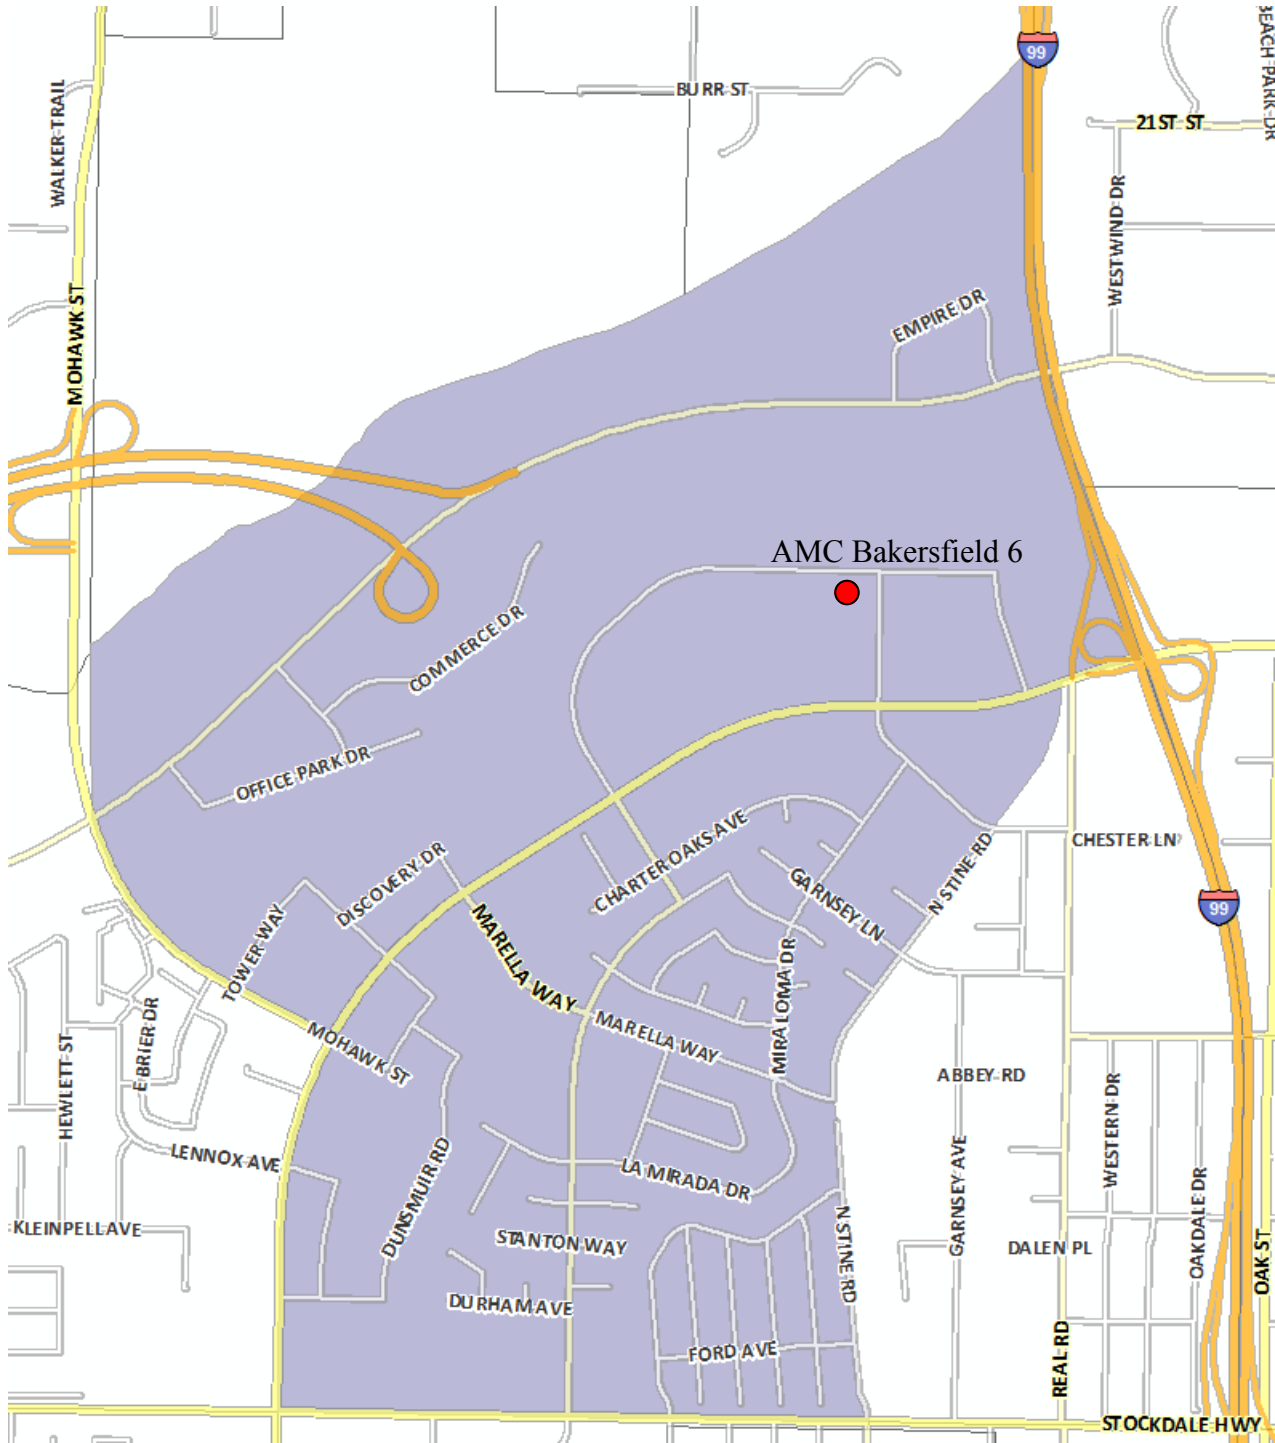 99
BEACH PARK DR
BURR ST
WALKER TRAIL
21ST ST
WESTWIND DR
MOHAWK ST
EMPIRE DR
AMC Bakersfield 6
COMMERCE DR
OFFICE PARK DR
CHARTER OAKS AVE
CHESTER LN
DISCOVERY DR
GARNSEY LN
N STINE RD
99
TOWER WAY
MARELLA WAY
MIRALOMA DR
MOHAWK ST
MARELLA WAY
E BRIER DR
HEWLETT ST
ABBEY RD
WESTERN DR
LENNOX AVE
DUNSMUIR RD
LA MIRADA DR
GARNSEY AVE
OAKDALE DR
KLEINPELL AVE
STANTON WAY
N STINE RD
DALEN PL
OAK ST
DURHAM AVE
FORD AVE
REAL RD
STOCKDALE HWY